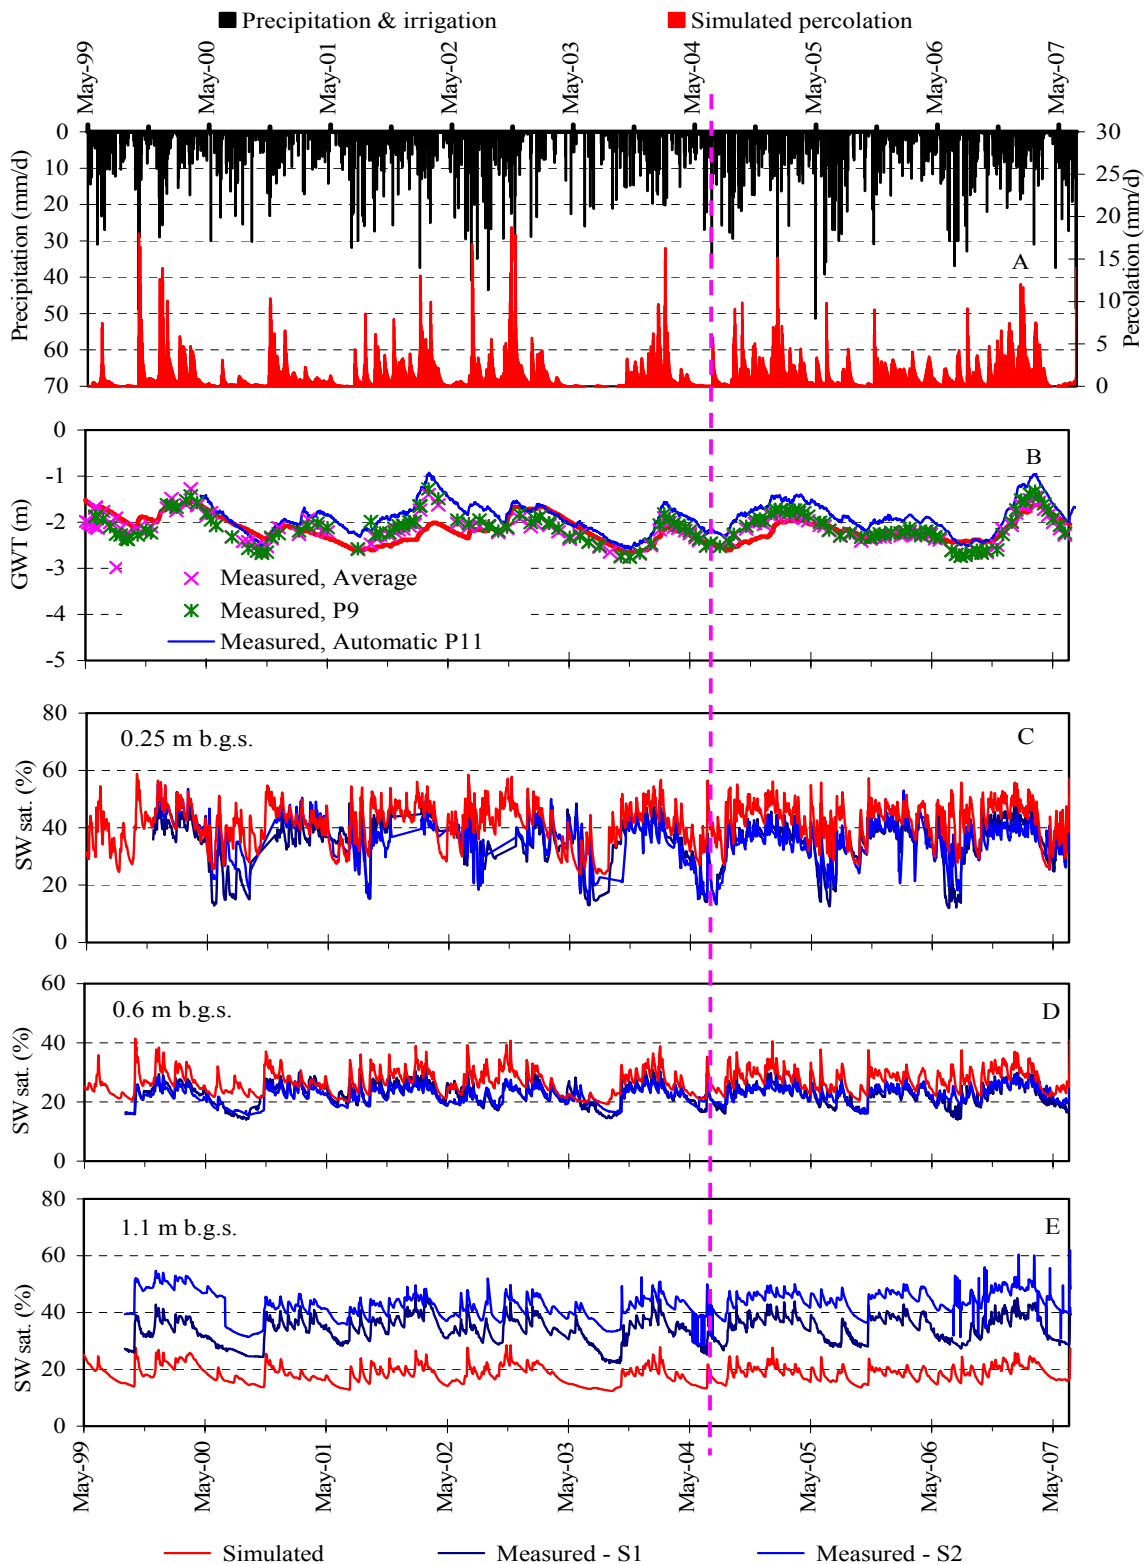 Precipitation & irrigation Simulated percolation
May-99 May-00 May-01 May-02 May-03 May-04 May-05 May-06 May-07
Precipitation (mm/d)
0
10
20
30
40
50
60
70
Percolation (mm/d)
30
25
20
15
10
5
0
A
GWT (m)
0
-1
-2
-3
-4
-5
B
Measured, Average
Measured, P9
Measured, Automatic P11
SW sat. (%)
80
60
40
20
0
0.25 m b.g.s.
C
SW sat. (%)
60
40
20
0
0.6 m b.g.s.
D
SW sat. (%)
80
60
40
20
0
1.1 m b.g.s.
E
May-99 May-00 May-01 May-02 May-03 May-04 May-05 May-06 May-07
Simulated Measured - S1 Measured - S2